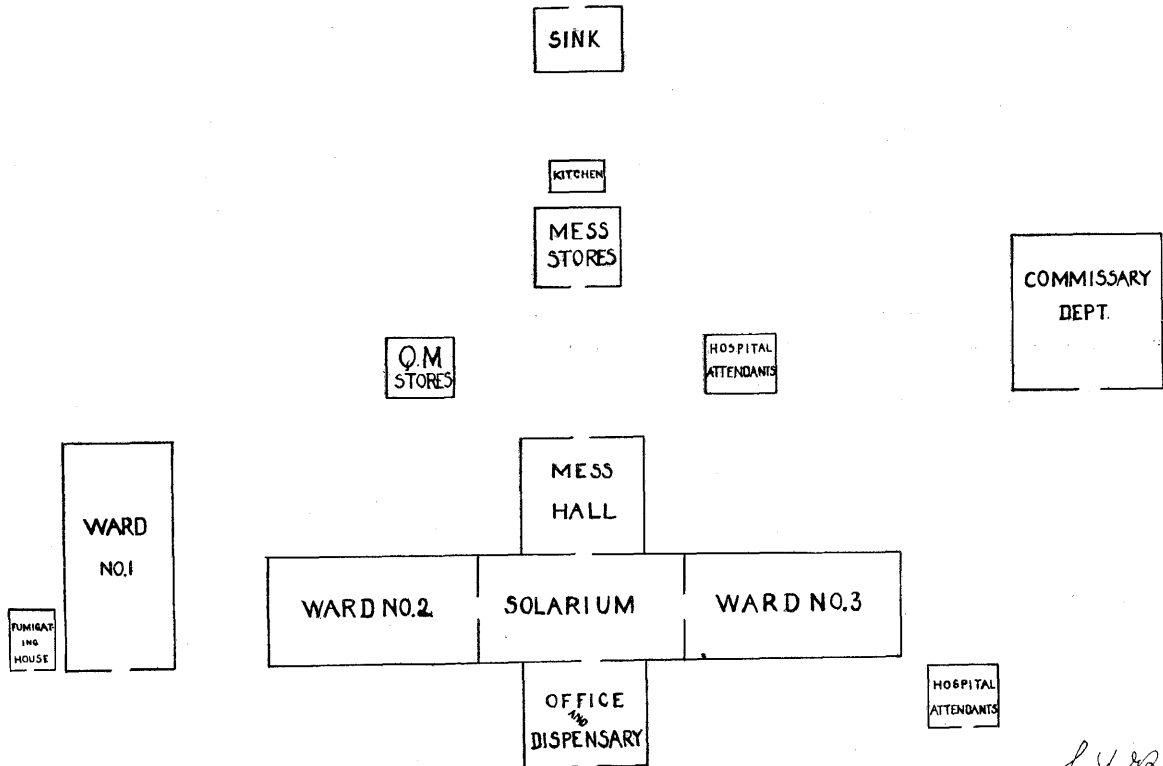 SINK
KITCHEN
MESS
STORES
COMMISSARY
DEPT.
Q.M
STORES
HOSPITAL
ATTENDANTS
MESS
HALL
WARD
NO.1
WARD NO.2
SOLARIUM
WARD NO.3
FUMIGAT-
ING
HOUSE
OFFICE
AND
DISPENSARY
HOSPITAL
ATTENDANTS